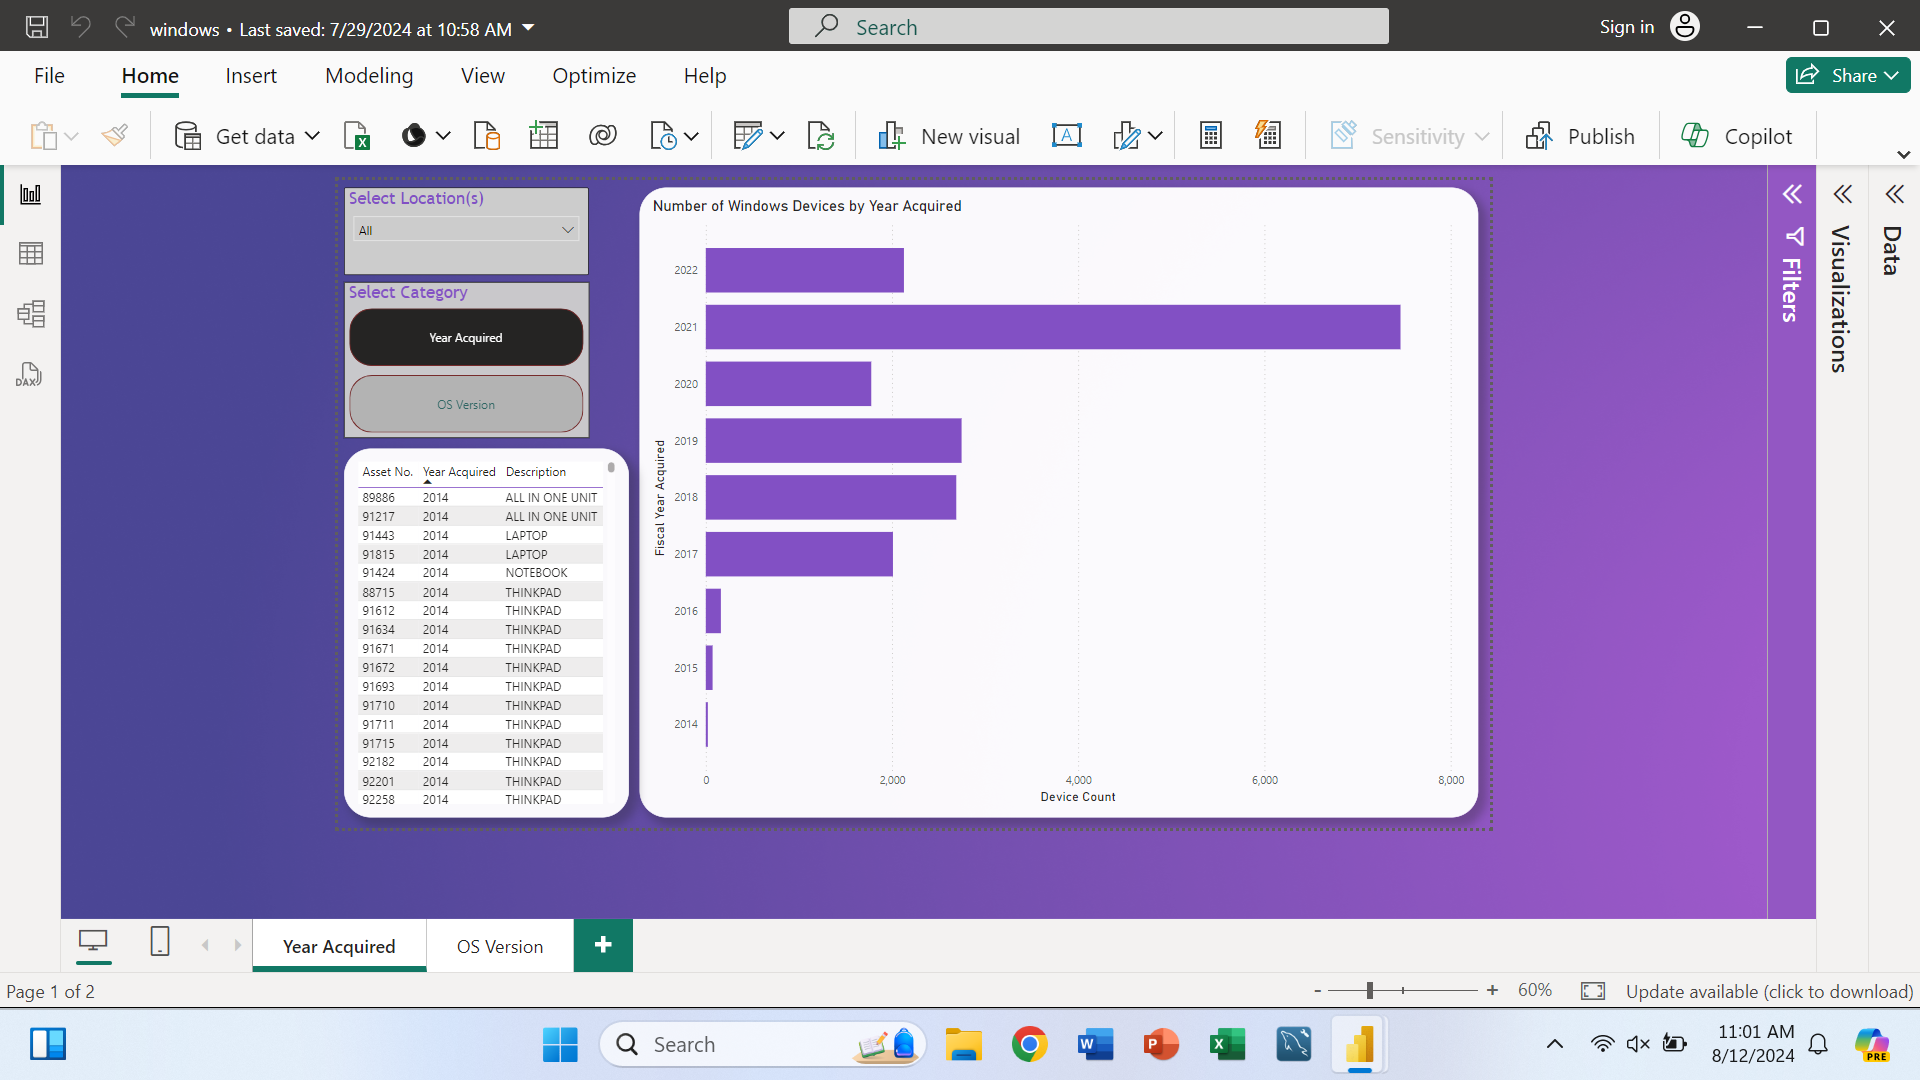 windows • Last saved: 7/29/2024 at 10:58 AM
Search
Sign in
File Home Insert Modeling View Optimize Help
Share
Get data
New visual
A
Sensitivity
Publish
Copilot
DAX
Select Location(s)
All
Select Category
Year Acquired
OS Version
Asset No. Year Acquired Description
89886 2014 ALL IN ONE UNIT
91217 2014 ALL IN ONE UNIT
91443 2014 LAPTOP
91815 2014 LAPTOP
91424 2014 NOTEBOOK
88715 2014 THINKPAD
91612 2014 THINKPAD
91634 2014 THINKPAD
91671 2014 THINKPAD
91672 2014 THINKPAD
91693 2014 THINKPAD
91710 2014 THINKPAD
91711 2014 THINKPAD
91715 2014 THINKPAD
92182 2014 THINKPAD
92201 2014 THINKPAD
92258 2014 THINKPAD
Number of Windows Devices by Year Acquired
Fiscal Year Acquired
2022
2021
2020
2019
2018
2017
2016
2015
2014
0 2,000 4,000 6,000 8,000
Device Count
Filters
Visualizations
Data
Year Acquired
OS Version
Page 1 of 2
60%
Update available (click to download)
Search
W
P
X
11:01 AM
8/12/2024
PRE